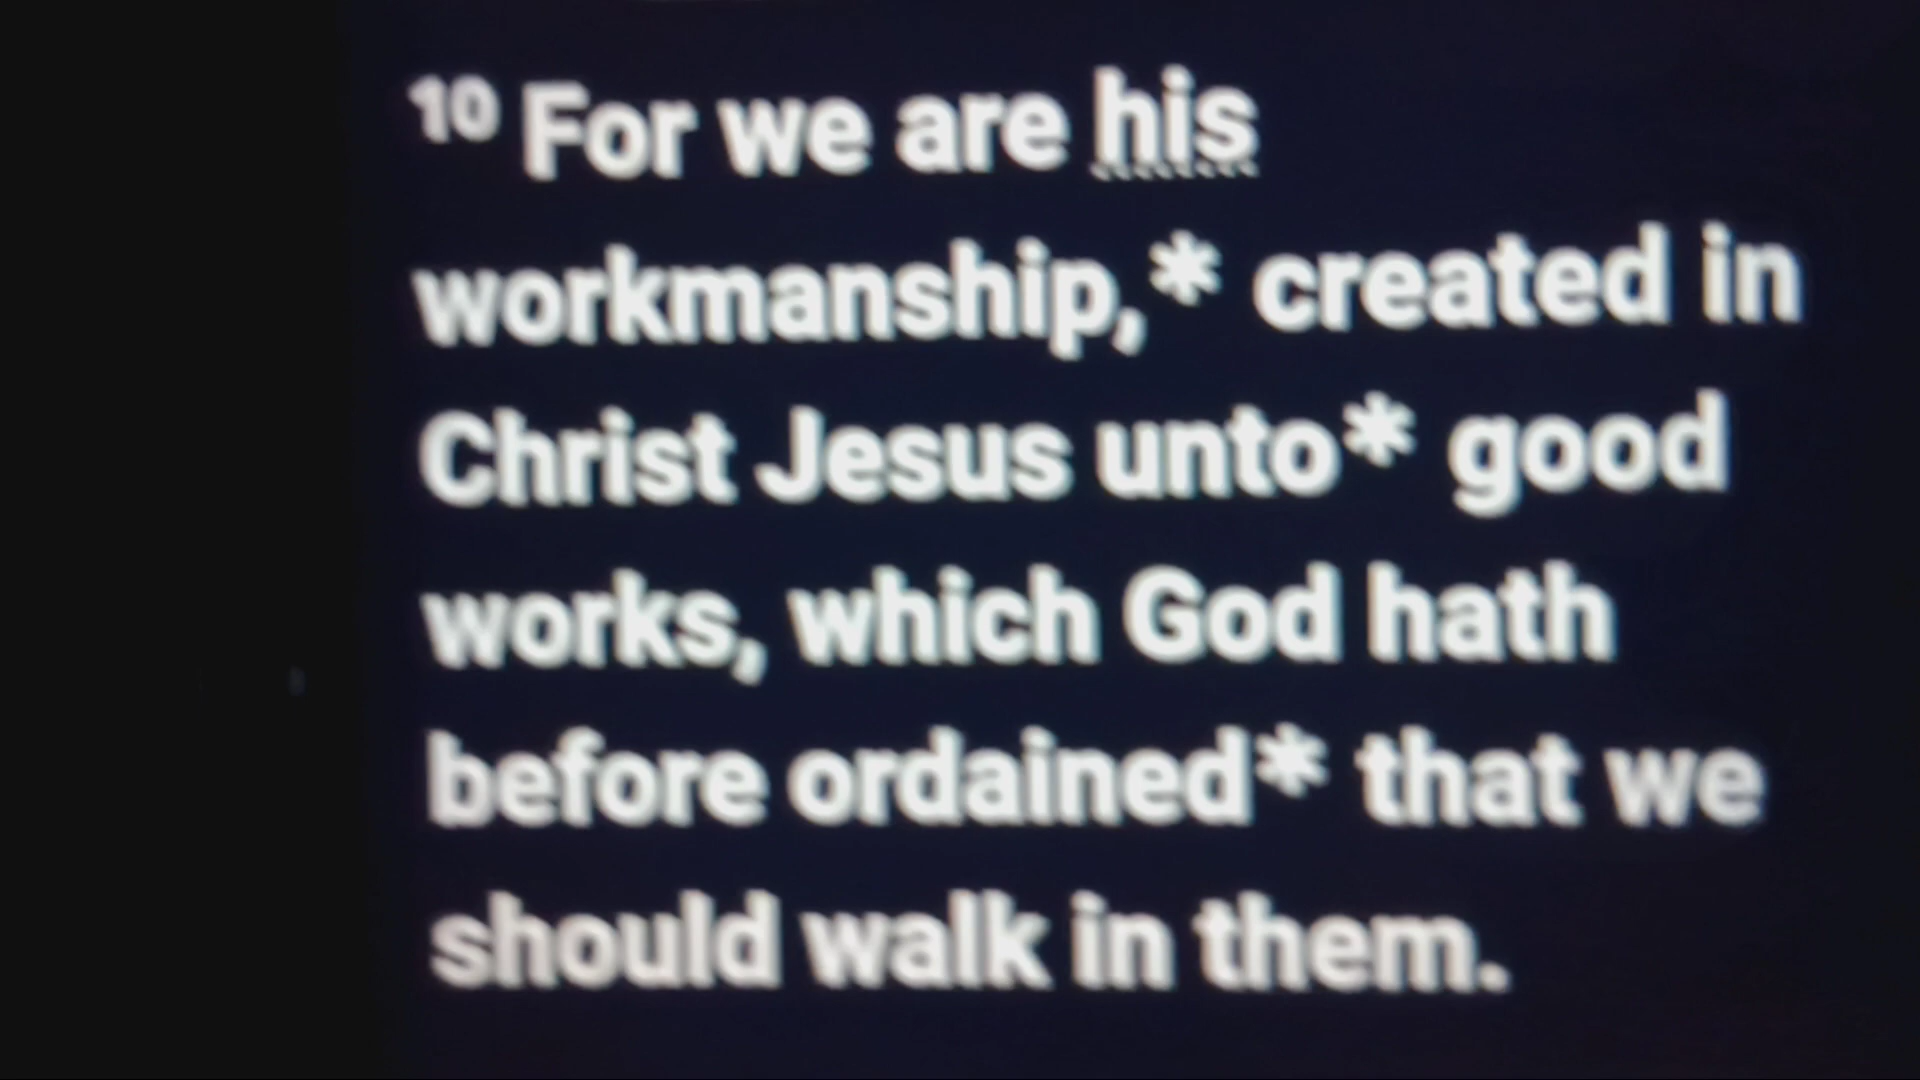 10 For we are his
workmanship,* created in
Christ Jesus unto* good
works, which God hath
before ordained* that we
should walk in them.